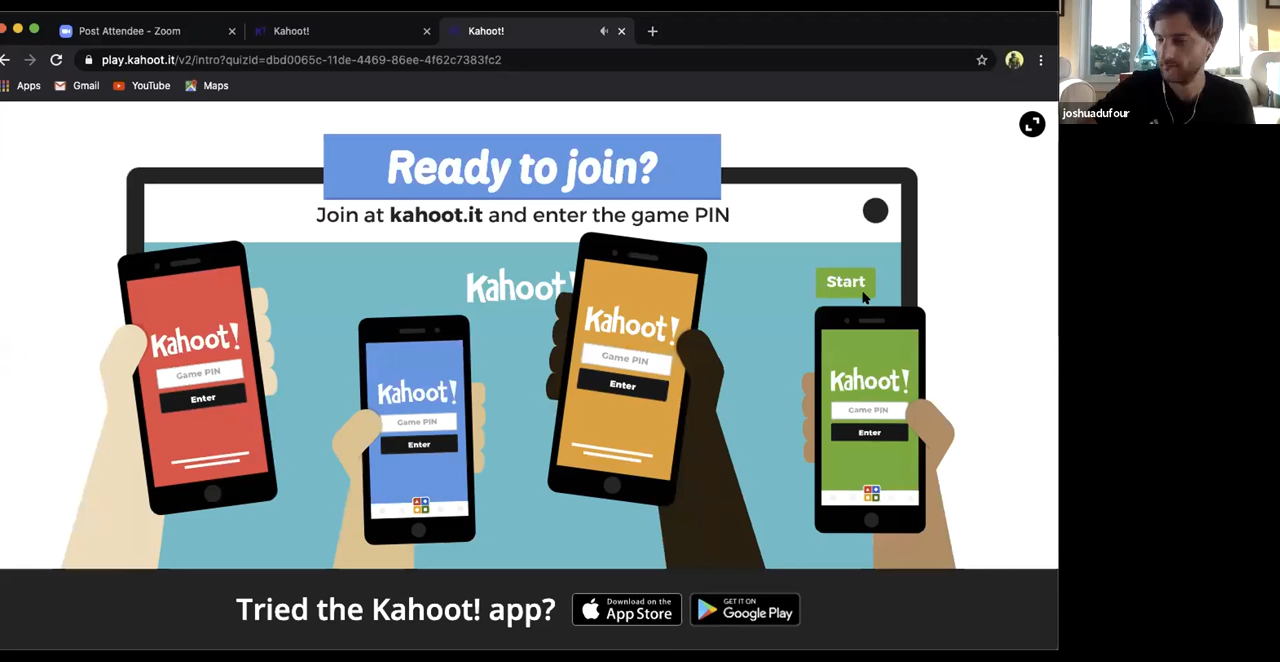 Post Attendee - Zoom
Kahoot!
Kahoot!
play.kahoot.it/v2/intro?quizId=dbd0065c-11de-4469-86ee-4f62c7383fc2
Apps
Gmail
YouTube
Maps
joshuadufour
Ready to join?
Join at kahoot.it and enter the game PIN
Kahoot!
Start
Kahoot!
Game PIN
Enter
Kahoot!
Game PIN
Enter
Kahoot!
Game PIN
Enter
Kahoot!
Game PIN
Enter
Tried the Kahoot! app?
Download on the
App Store
GET IT ON
Google Play